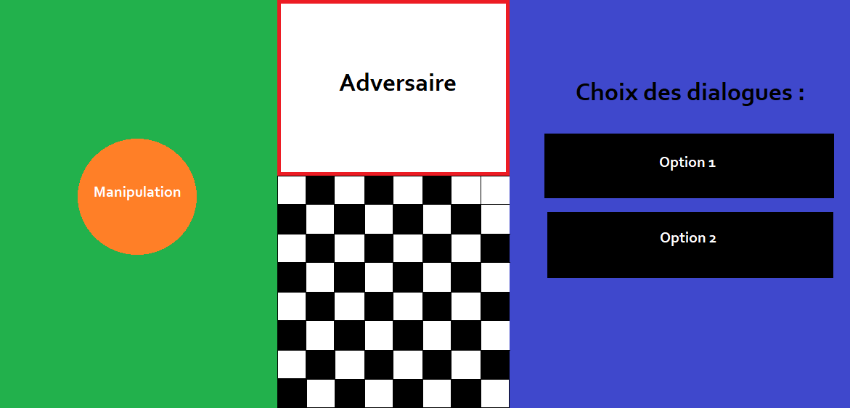 Manipulation
Adversaire
Choix des dialogues :
Option 1
Option 2